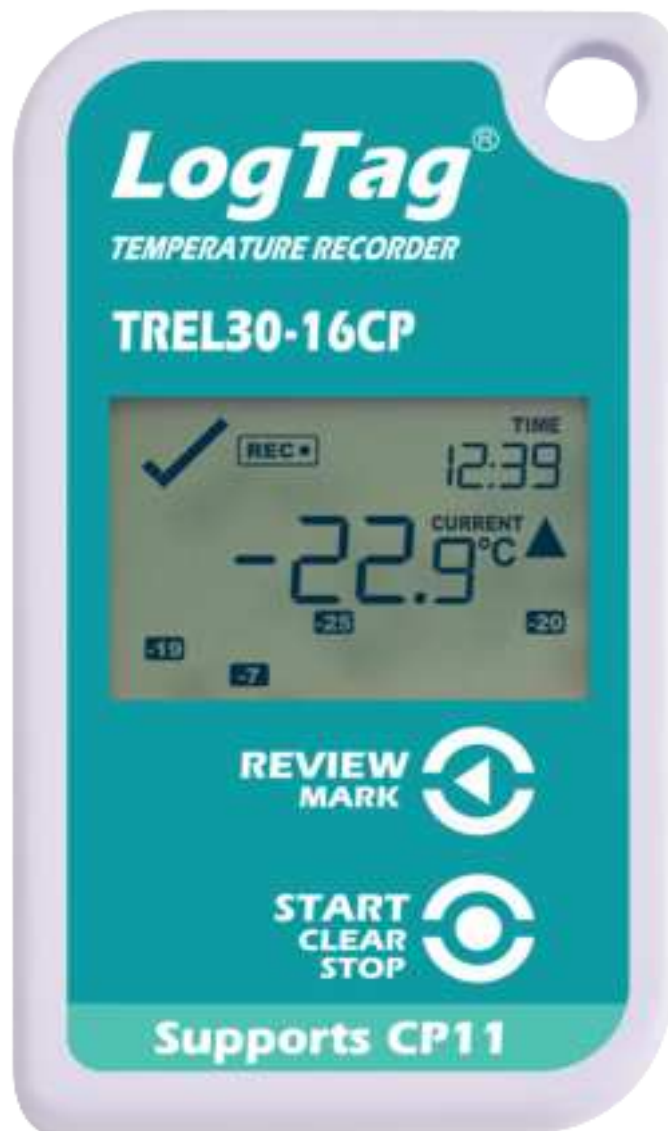 LogTag®
TEMPERATURE RECORDER
TREL30-16CP
TIME
REC
12:39
CURRENT
-22.9°C
-25
-20
-19
-7
REVIEW
MARK
START
CLEAR
STOP
Supports CP11